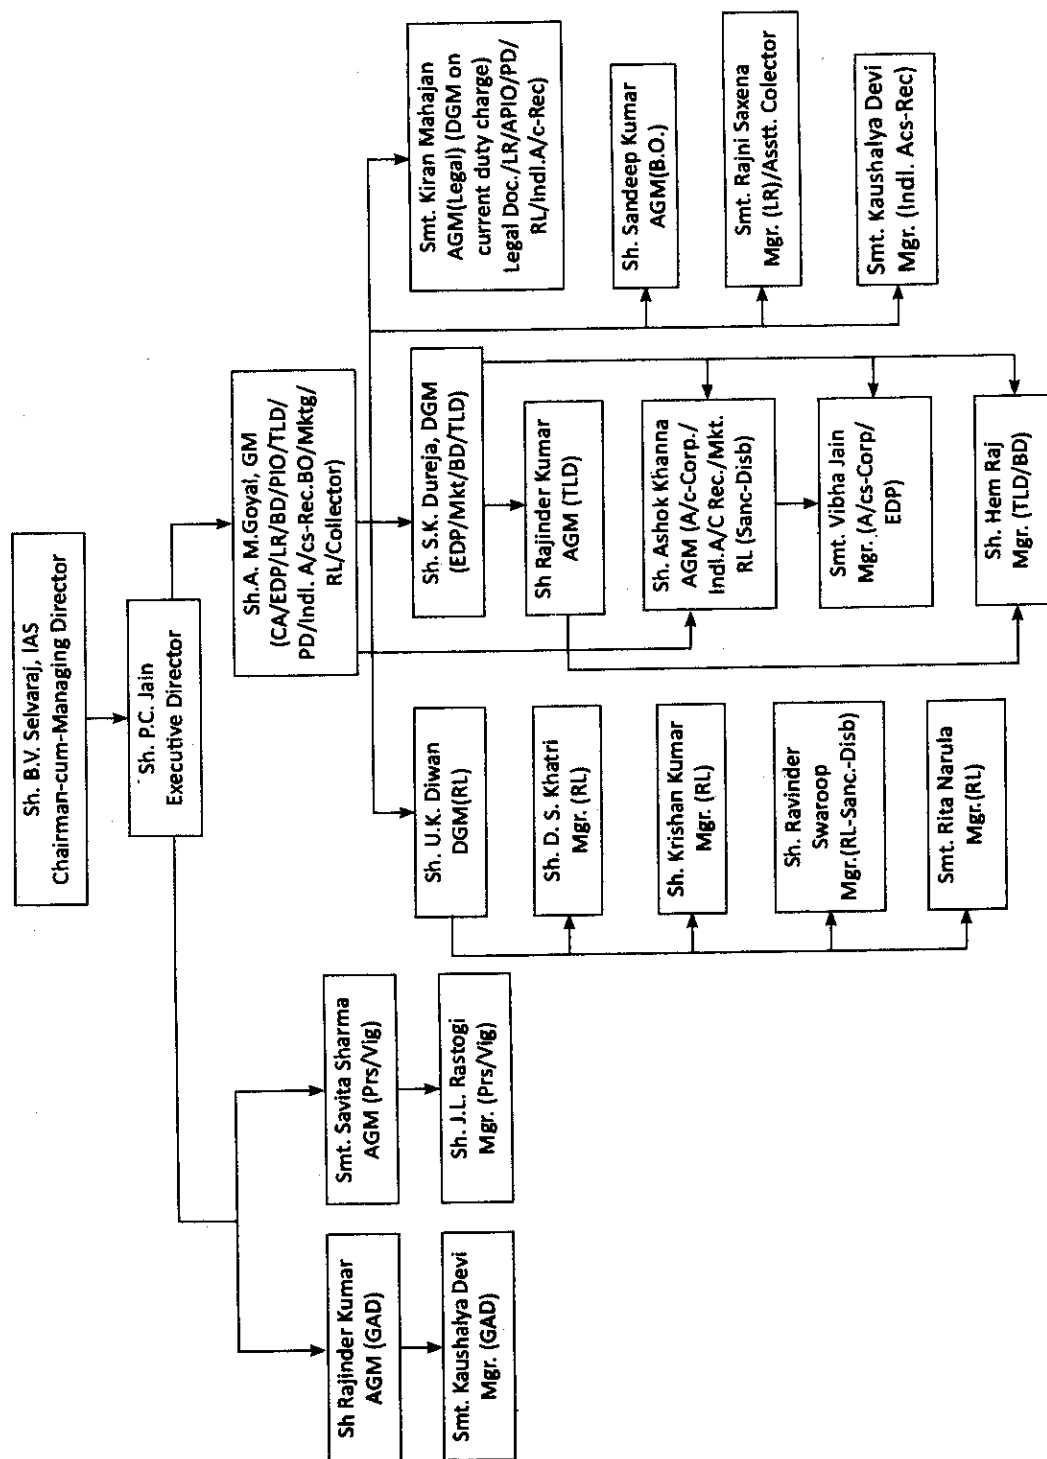 Sh. B.V. Selvaraj, IAS
Chairman-cum-Managing Director
Sh. P.C. Jain
Executive Director
Sh.A. M.Goyal, GM
(CA/EDP/LR/BD/PIO/TLD/
PD/Indl. A/cs-Rec.BO/Mktg/
RL/Collector)
Sh Rajinder Kumar
AGM (GAD)
Smt. Kaushalya Devi
Mgr. (GAD)
Smt. Savita Sharma
AGM (Prs/Vig)
Sh. J.L. Rastogi
Mgr. (Prs/Vig)
Sh. U.K. Diwan
DGM(RL)
Sh. D. S. Khatri
Mgr. (RL)
Sh. Krishan Kumar
Mgr. (RL)
Sh. Ravinder
Swaroop
Mgr.(RL-Sanc.-Disb)
Smt. Rita Narula
Mgr.(RL)
Sh. S.K. Dureja, DGM
(EDP/Mkt/BD/TLD)
Sh Rajinder Kumar
AGM (TLD)
Sh. Ashok Khanna
AGM (A/c-Corp./
Indl.A/C Rec./Mkt.
RL (Sanc-Disb)
Smt. Vibha Jain
Mgr. (A/cs-Corp/
EDP)
Sh. Hem Raj
Mgr. (TLD/BD)
Smt. Kiran Mahajan
AGM(Legal) (DGM on
current duty charge)
Legal Doc./LR/APIO/PD/
RL/Indl.A/c-Rec)
Sh. Sandeep Kumar
AGM(B.O.)
Smt. Rajni Saxena
Mgr. (LR)/Asstt. Colector
Smt. Kaushalya Devi
Mgr. (Indl. Acs-Rec)